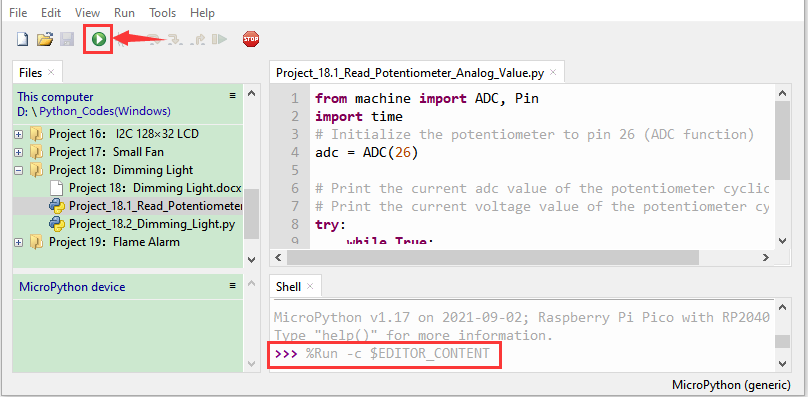 File Edit View Run Tools Help
STOP
Files
This computer
D: \ Python_Codes(Windows)
Project 16： I2C 128×32 LCD
Project 17：Small Fan
Project 18：Dimming Light
Project 18：Dimming Light.docx
Project_18.1_Read_Potentiometer
Project_18.2_Dimming_Light.py
Project 19：Flame Alarm
MicroPython device
Project_18.1_Read_Potentiometer_Analog_Value.py
1 from machine import ADC, Pin
2 import time
3 # Initialize the potentiometer to pin 26 (ADC function)
4 adc = ADC(26)
5
6 # Print the current adc value of the potentiometer cyclic
7 # Print the current voltage value of the potentiometer cy
8 try:
9 while True:
Shell
MicroPython v1.17 on 2021-09-02; Raspberry Pi Pico with RP2040
Type "help()" for more information.
>>> %Run -c $EDITOR_CONTENT
MicroPython (generic)